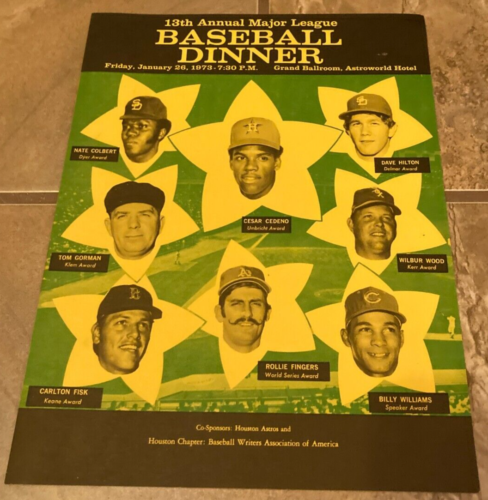 13th Annual Major League
BASEBALL
DINNER
Friday, January 26, 1973 - 7:30 P.M. Grand Ballroom, Astroworld Hotel
NATE COLBERT
Dyer Award
DAVE HILTON
Delmar Award
CESAR CEDENO
Umbricht Award
TOM GORMAN
Klem Award
WILBUR WOOD
Kerr Award
ROLLIE FINGERS
World Series Award
CARLTON FISK
Keane Award
BILLY WILLIAMS
Speaker Award
Co-Sponsors: Houston Astros and
Houston Chapter: Baseball Writers Association of America